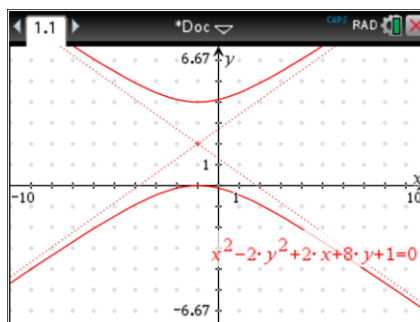 1.1 *Doc CAPS RAD
6.67 y
1 x
-10 1 10
x²-2·y²+2·x+8·y+1=0
-6.67